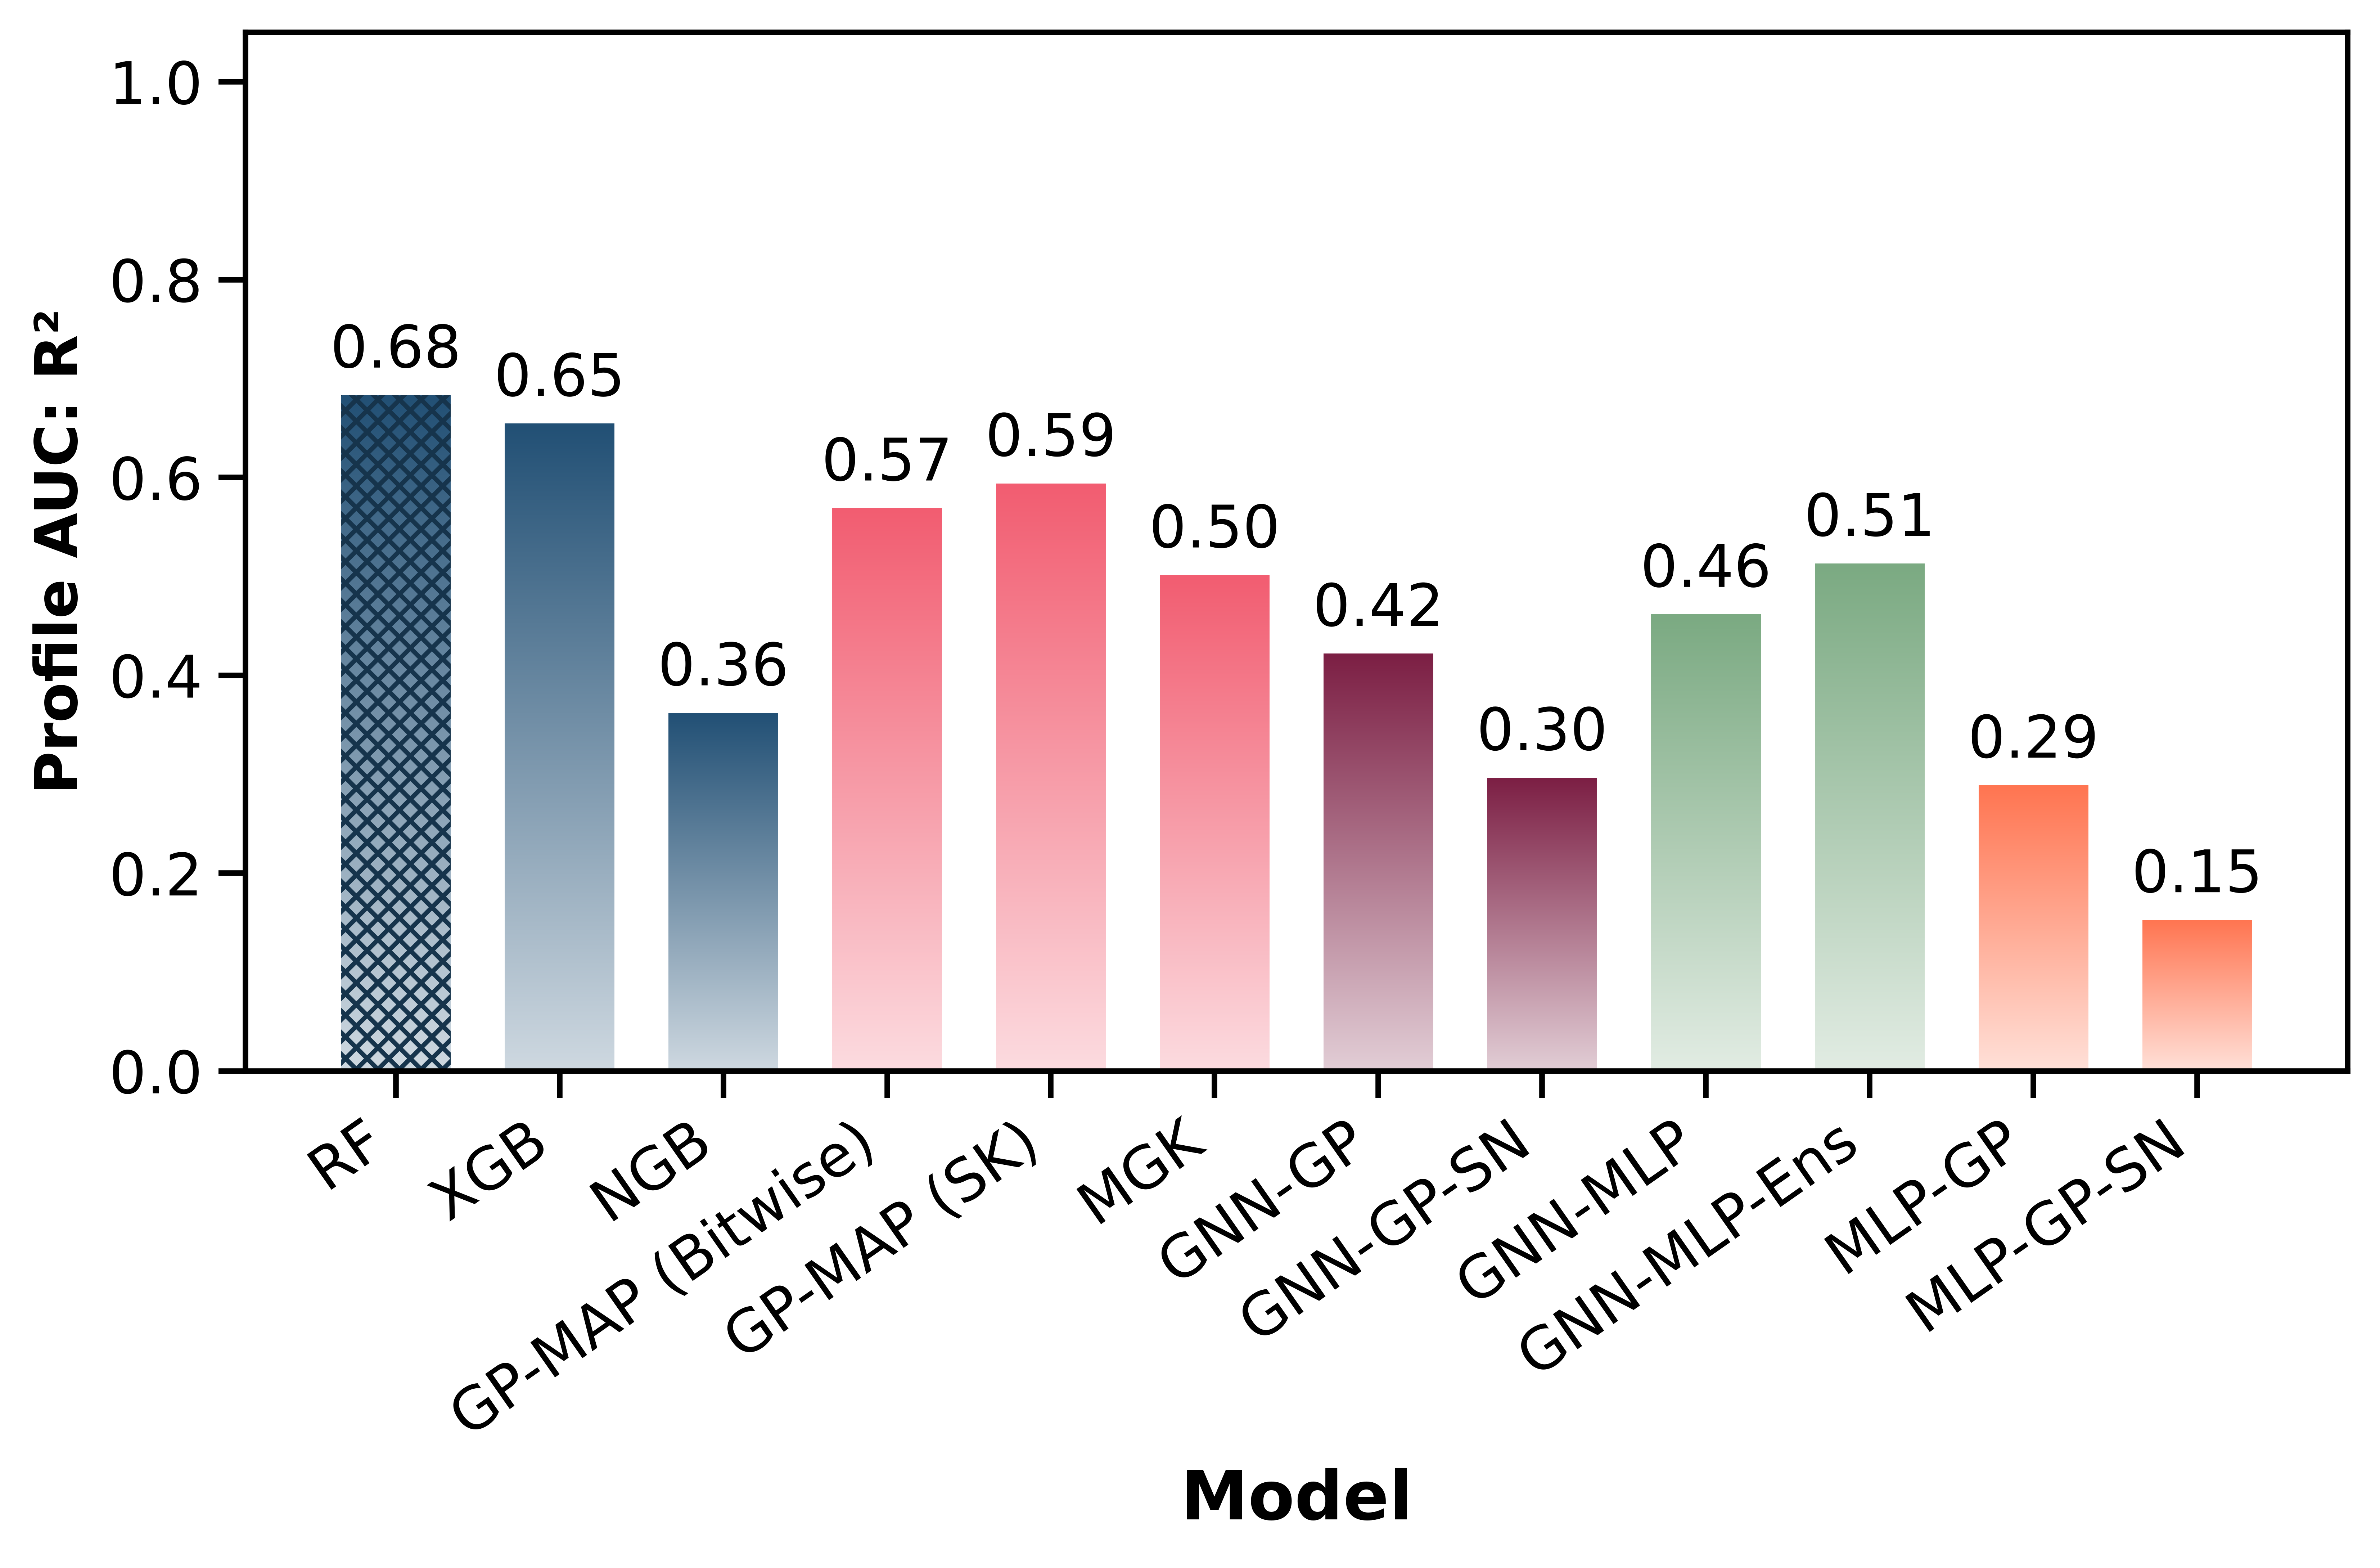 Profile AUC: R²
1.0
0.8
0.6
0.4
0.2
0.0
0.68
0.65
0.36
0.57
0.59
0.50
0.42
0.30
0.46
0.51
0.29
0.15
RF
XGB
NGB
GP-MAP (Bitwise)
GP-MAP (SK)
MGK
GNN-GP
GNN-GP-SN
GNN-MLP
GNN-MLP-Ens
MLP-GP
MLP-GP-SN
Model